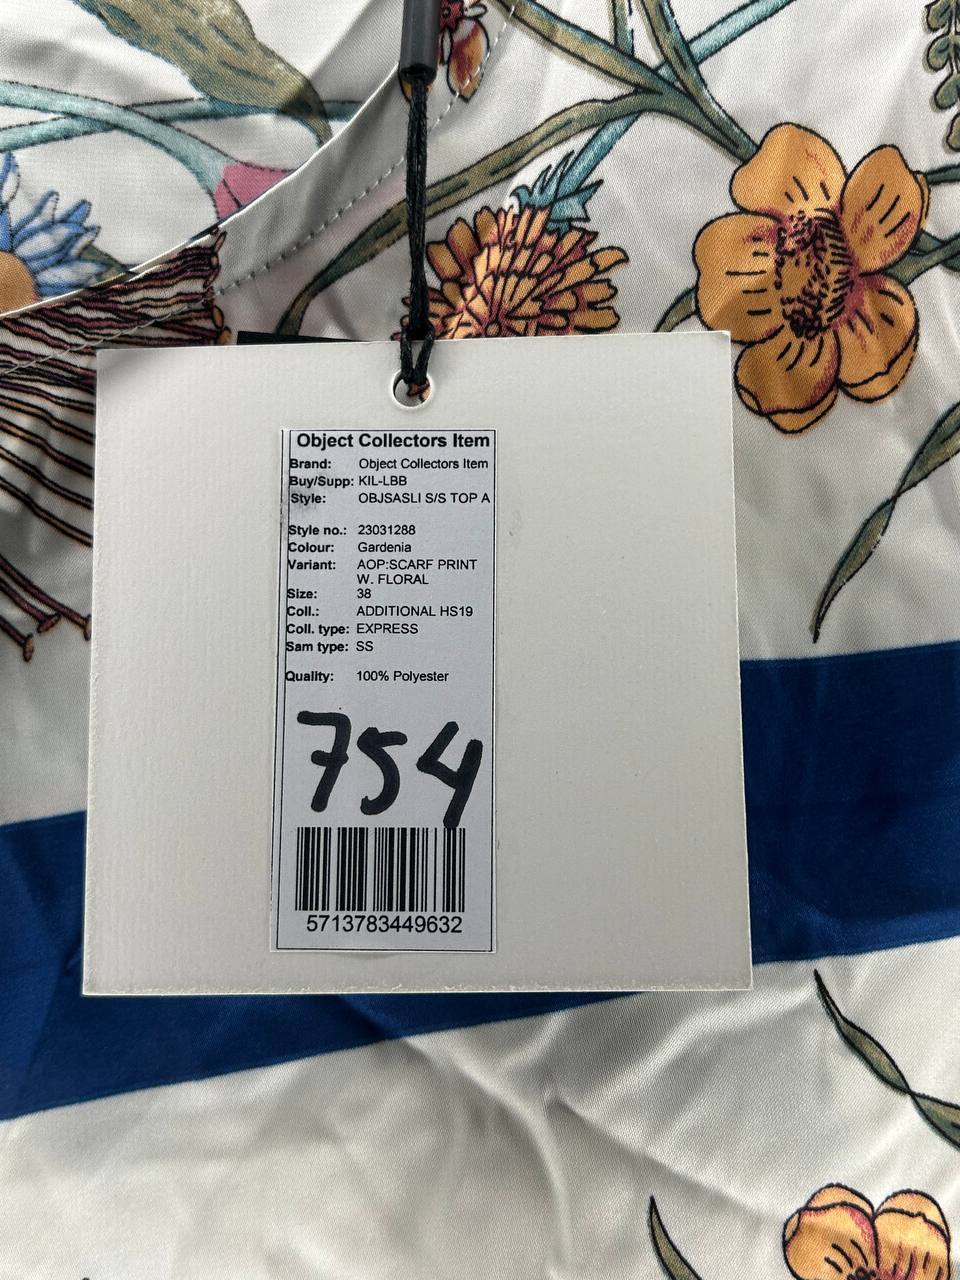 Object Collectors Item
Brand: Object Collectors Item
Buy/Supp: KIL-LBB
Style: OBJSASLI S/S TOP A
Style no.: 23031288
Colour: Gardenia
Variant: AOP:SCARF PRINT
W. FLORAL
Size: 38
Coll.: ADDITIONAL HS19
Coll. type: EXPRESS
Sam type: SS
Quality: 100% Polyester
754
5713783449632